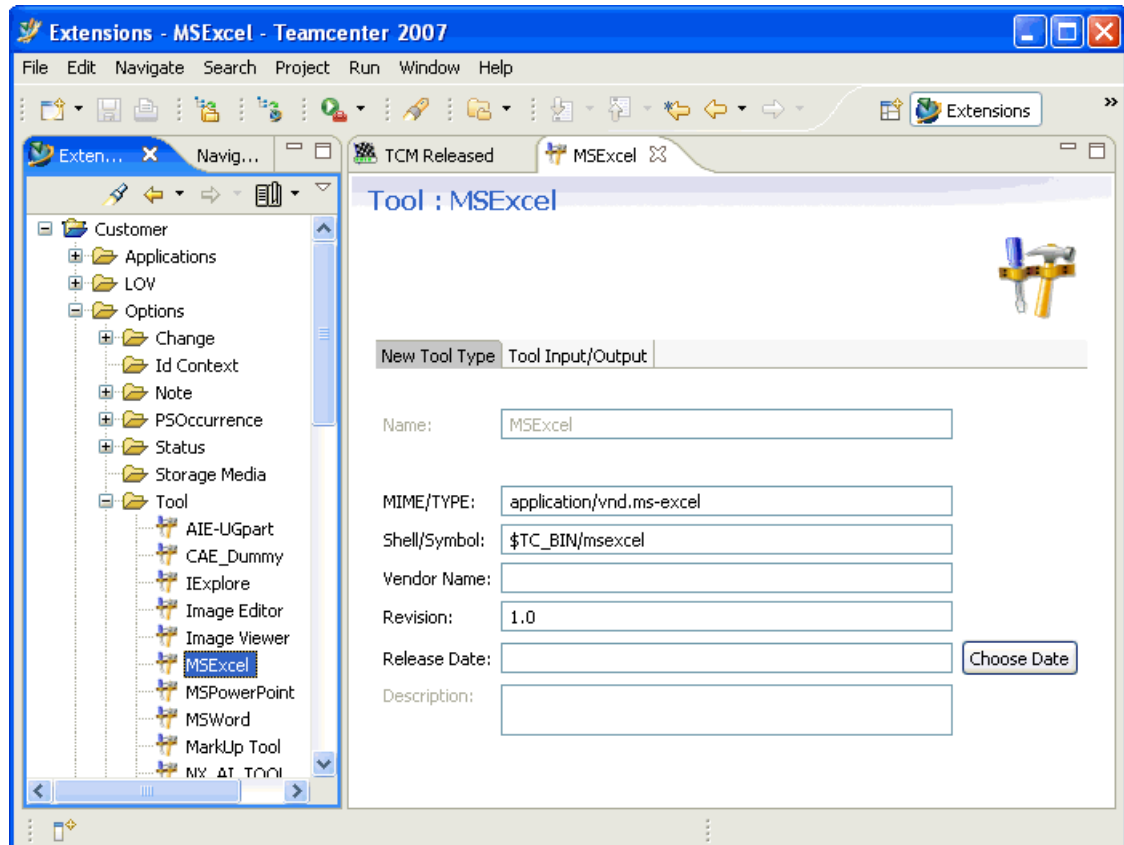 Extensions - MSExcel - Teamcenter 2007
File Edit Navigate Search Project Run Window Help
Extensions
Exten...
Navig...
TCM Released
MSExcel
Tool : MSExcel
Customer
Applications
LOV
Options
Change
Id Context
Note
PSOccurrence
Status
Storage Media
Tool
AIE-UGpart
CAE_Dummy
IExplore
Image Editor
Image Viewer
MSExcel
MSPowerPoint
MSWord
MarkUp Tool
NX_AI_TOOL
New Tool Type Tool Input/Output
Name: MSExcel
MIME/TYPE: application/vnd.ms-excel
Shell/Symbol: $TC_BIN/msexcel
Vendor Name:
Revision: 1.0
Release Date: Choose Date
Description: